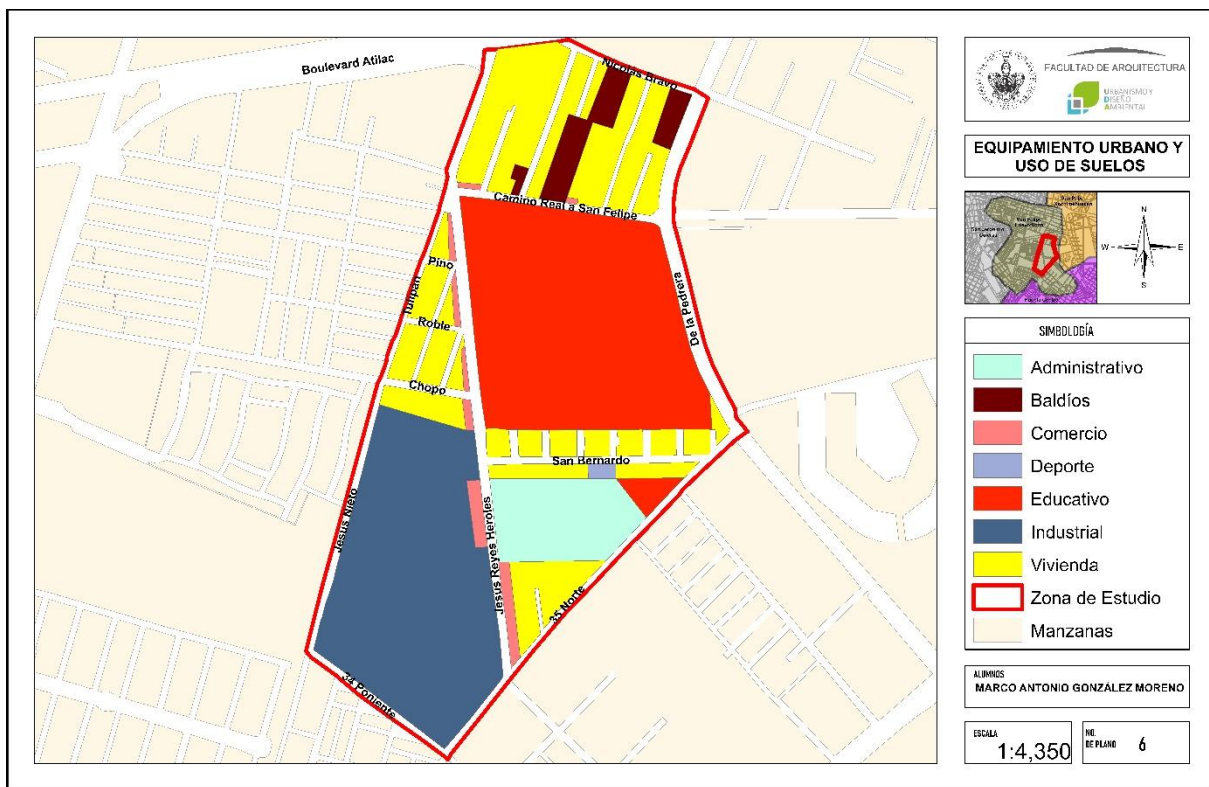 Boulevard Atilac
Nicolás Bravo
Camino Real a San Felipe
Pino
Tulipan
Roble
De la Pedrera
Chopo
San Bernardo
Jesus Nieto
Jesus Reyes Heroles
35 Norte
34 Poniente
FACULTAD DE ARQUITECTURA
URBANISMO Y
DISEÑO
AMBIENTAL
EQUIPAMIENTO URBANO Y
USO DE SUELOS
N
W
E
S
SIMBOLOGÍA
Administrativo
Baldíos
Comercio
Deporte
Educativo
Industrial
Vivienda
Zona de Estudio
Manzanas
ALUMNOS
MARCO ANTONIO GONZÁLEZ MORENO
ESCALA
1:4,350
NO.
DE PLANO 6